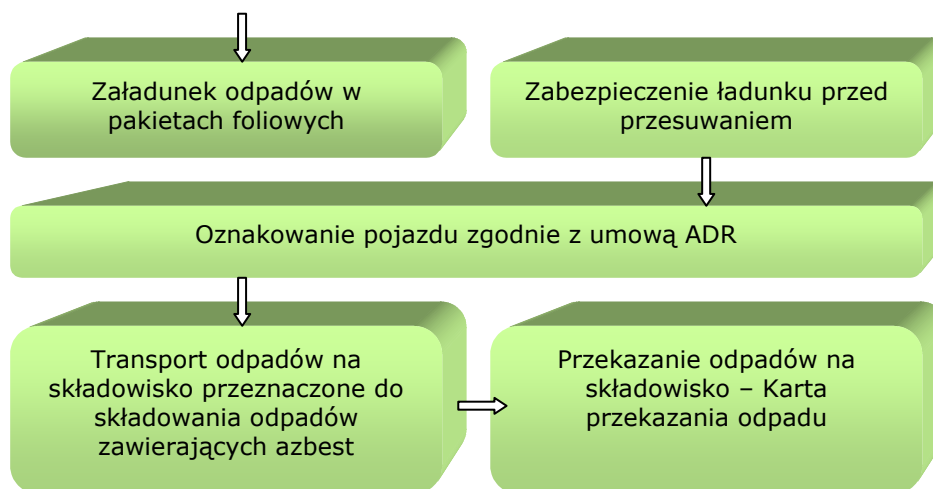 Załadunek odpadów w
pakietach foliowych
Zabezpieczenie ładunku przed
przesuwaniem
Oznakowanie pojazdu zgodnie z umową ADR
Transport odpadów na
składowisko przeznaczone do
składowania odpadów
zawierających azbest
Przekazanie odpadów na
składowisko – Karta
przekazania odpadu